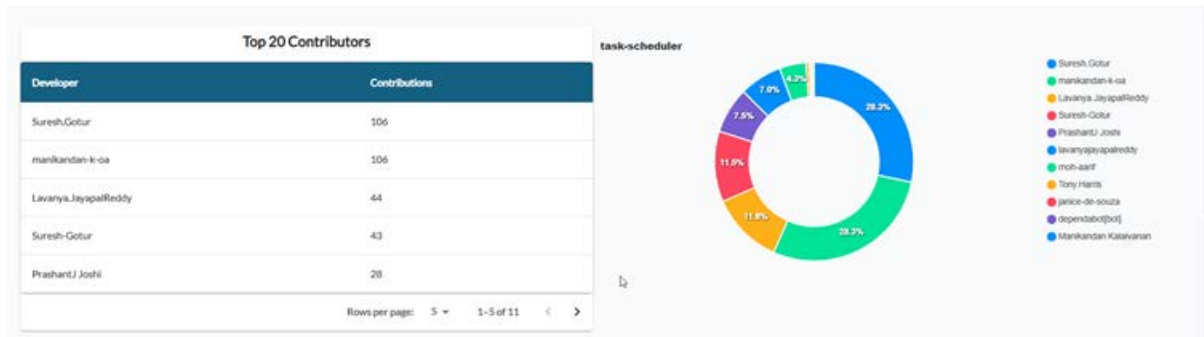 Top 20 Contributors
Developer Contributions
Suresh.Gotur 106
manikandan-k-oa 106
Lavanya.JayapalReddy 44
Suresh-Gotur 43
PrashantJ Joshi 28
Rows per page: 5 1-5 of 11
task-scheduler
28.3%
28.3%
11.8%
11.5%
7.5%
7.0%
4.3%
Suresh.Gotur
manikandan-k-oa
Lavanya.JayapalReddy
Suresh-Gotur
PrashantJ Joshi
lavanyajayapalreddy
moh-aarif
Tony Harris
janice-de-souza
dependabot[bot]
Manikandan Kalaivanan